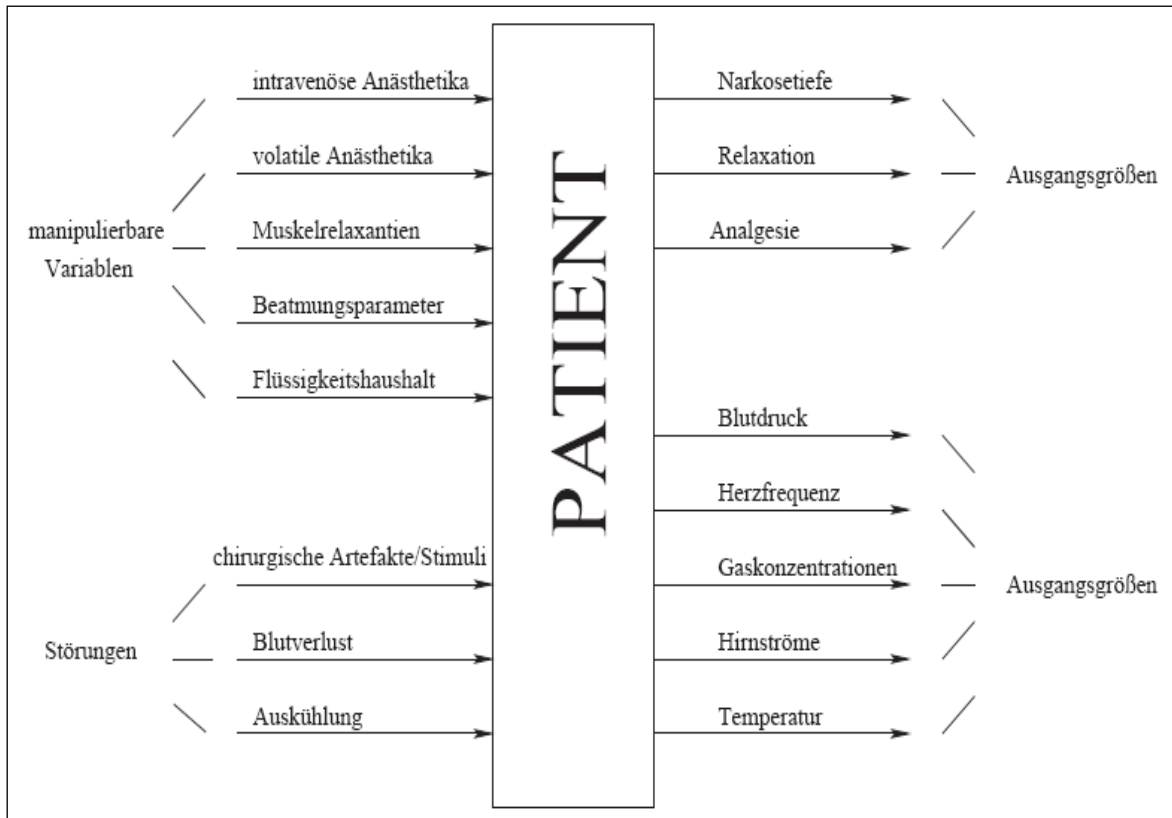 intravenöse Anästhetika
volatile Anästhetika
Muskelrelaxantien
Beatmungsparameter
Flüssigkeitshaushalt
manipulierbare
Variablen
chirurgische Artefakte/Stimuli
Blutverlust
Auskühlung
Störungen
PATIENT
Narkosetiefe
Relaxation
Analgesie
Ausgangsgrößen
Blutdruck
Herzfrequenz
Gaskonzentrationen
Hirnströme
Temperatur
Ausgangsgrößen